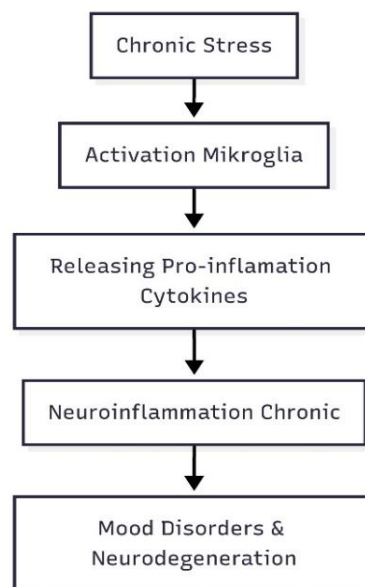 Chronic Stress
Activation Mikroglia
Releasing Pro-inflamation
Cytokines
Neuroinflammation Chronic
Mood Disorders &
Neurodegeneration